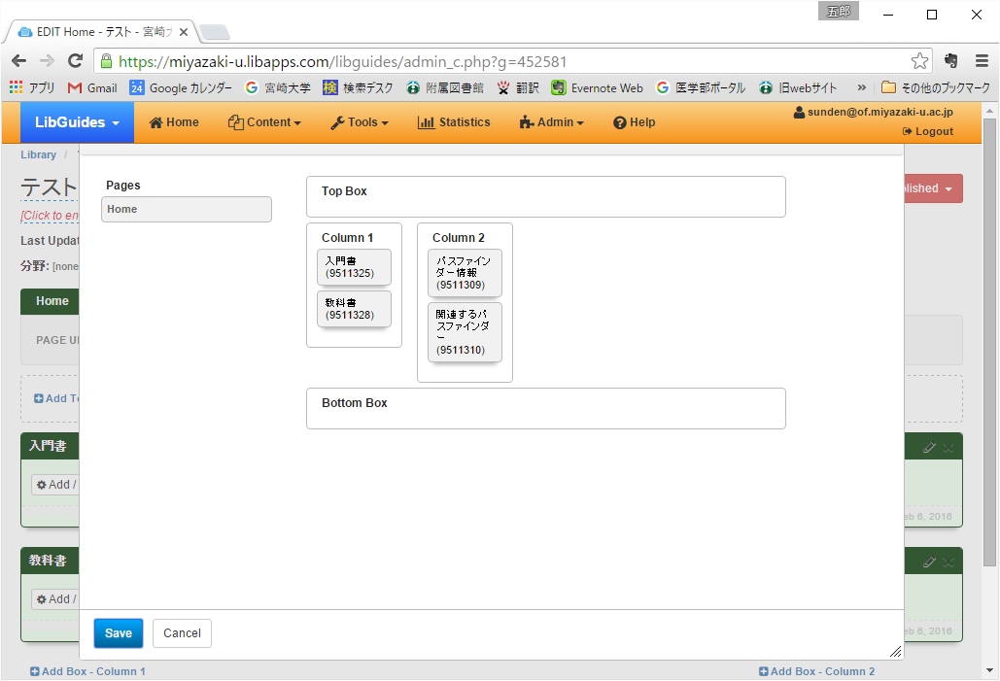 五郎
EDIT Home - テスト - 宮崎大
https://miyazaki-u.libapps.com/libguides/admin_c.php?g=452581
アプリ Gmail 24 Google カレンダー 宮崎大学 検 検索デスク 附属図書館 翻訳 Evernote Web 医学部ポータル 旧webサイト » その他のブックマーク
LibGuides Home Content Tools Statistics Admin Help sunden@of.miyazaki-u.ac.jp
Logout
Library /
テスト
[Click to en
Last Updat
分野: [none
lished
Home
PAGE U
Add To
入門書
Add /
eb 6, 2016
教科書
Add /
eb 6, 2016
Add Box - Column 1 Add Box - Column 2
Pages
Home
Top Box
Column 1
入門書
(9511325)
教科書
(9511328)
Column 2
パスファイン
ダー情報
(9511309)
関連するパ
スファインダ
ー
(9511310)
Bottom Box
Save Cancel